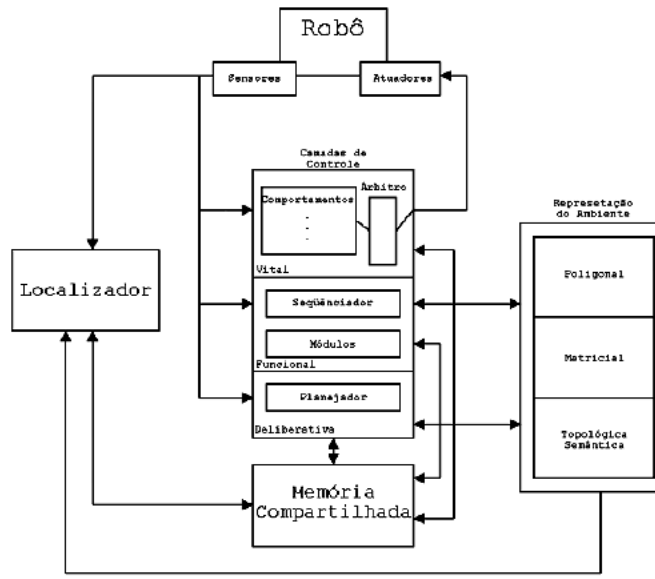 Robô
Sensores
Atuadores
Camadas de
Controle
Comportamentos
Árbitro
Vital
Seqüênciador
Módulos
Funcional
Planejador
Deliberativa
Localizador
Memória
Compartilhada
Represetação
do Ambiente
Poligonal
Matricial
Topológica
Semântica